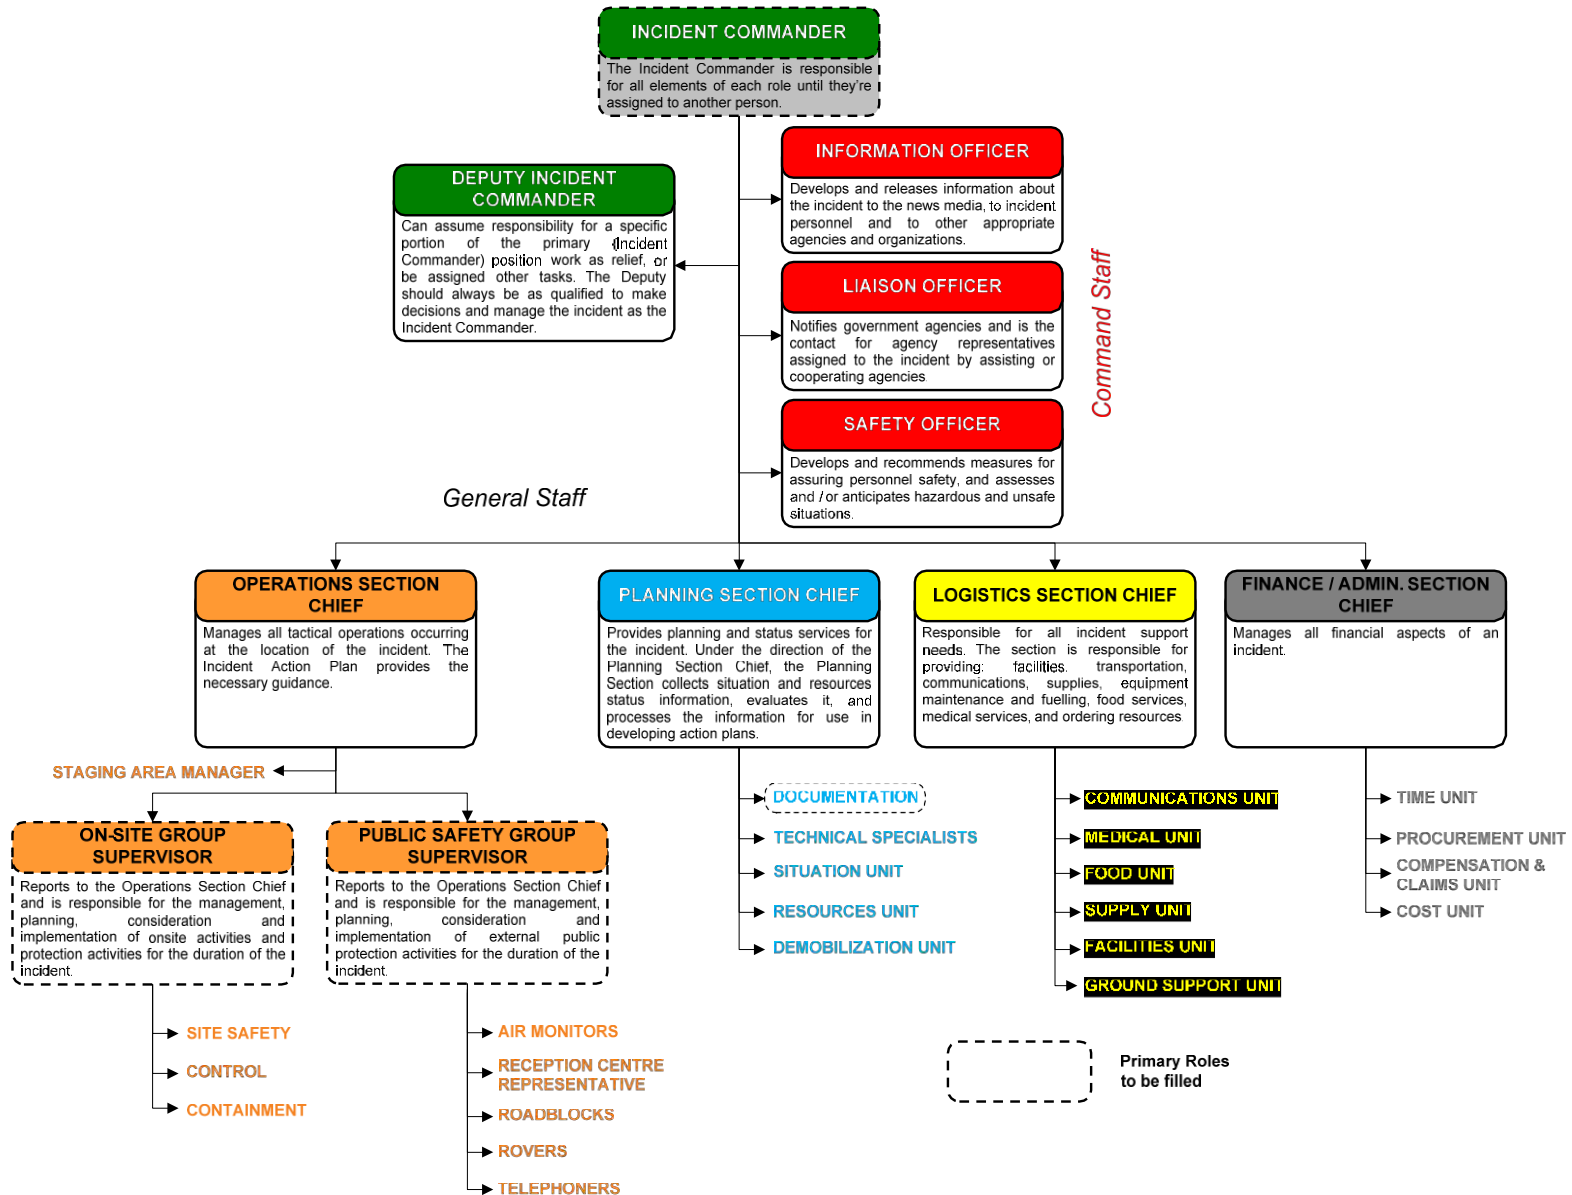 INCIDENT COMMANDER
The Incident Commander is responsible
for all elements of each role until they're
assigned to another person.
INFORMATION OFFICER
Develops and releases information about
the incident to the news media, to incident
personnel and to other appropriate
agencies and organizations.
DEPUTY INCIDENT
COMMANDER
Can assume responsibility for a specific
portion of the primary (Incident
Commander) position work as relief, or
be assigned other tasks. The Deputy
should always be as qualified to make
decisions and manage the incident as the
Incident Commander.
LIAISON OFFICER
Notifies government agencies and is the
contact for agency representatives
assigned to the incident by assisting or
cooperating agencies.
Command Staff
SAFETY OFFICER
Develops and recommends measures for
assuring personnel safety, and assesses
and / or anticipates hazardous and unsafe
situations.
General Staff
OPERATIONS SECTION
CHIEF
Manages all tactical operations occurring
at the location of the incident. The
Incident Action Plan provides the
necessary guidance.
PLANNING SECTION CHIEF
Provides planning and status services for
the incident. Under the direction of the
Planning Section Chief, the Planning
Section collects situation and resources
status information, evaluates it, and
processes the information for use in
developing action plans.
LOGISTICS SECTION CHIEF
Responsible for all incident support
needs. The section is responsible for
providing: facilities. transportation,
communications, supplies, equipment
maintenance and fuelling, food services,
medical services, and ordering resources.
FINANCE / ADMIN. SECTION
CHIEF
Manages all financial aspects of an
incident.
STAGING AREA MANAGER
ON-SITE GROUP
SUPERVISOR
Reports to the Operations Section Chief
and is responsible for the management,
planning, consideration and
implementation of onsite activities and
protection activities for the duration of the
incident.
SITE SAFETY
CONTROL
CONTAINMENT
PUBLIC SAFETY GROUP
SUPERVISOR
Reports to the Operations Section Chief
and is responsible for the management,
planning, consideration and
implementation of external public
protection activities for the duration of the
incident.
AIR MONITORS
RECEPTION CENTRE
REPRESENTATIVE
ROADBLOCKS
ROVERS
TELEPHONERS
DOCUMENTATION
TECHNICAL SPECIALISTS
SITUATION UNIT
RESOURCES UNIT
DEMOBILIZATION UNIT
COMMUNICATIONS UNIT
MEDICAL UNIT
FOOD UNIT
SUPPLY UNIT
FACILITIES UNIT
GROUND SUPPORT UNIT
TIME UNIT
PROCUREMENT UNIT
COMPENSATION &
CLAIMS UNIT
COST UNIT
Primary Roles
to be filled